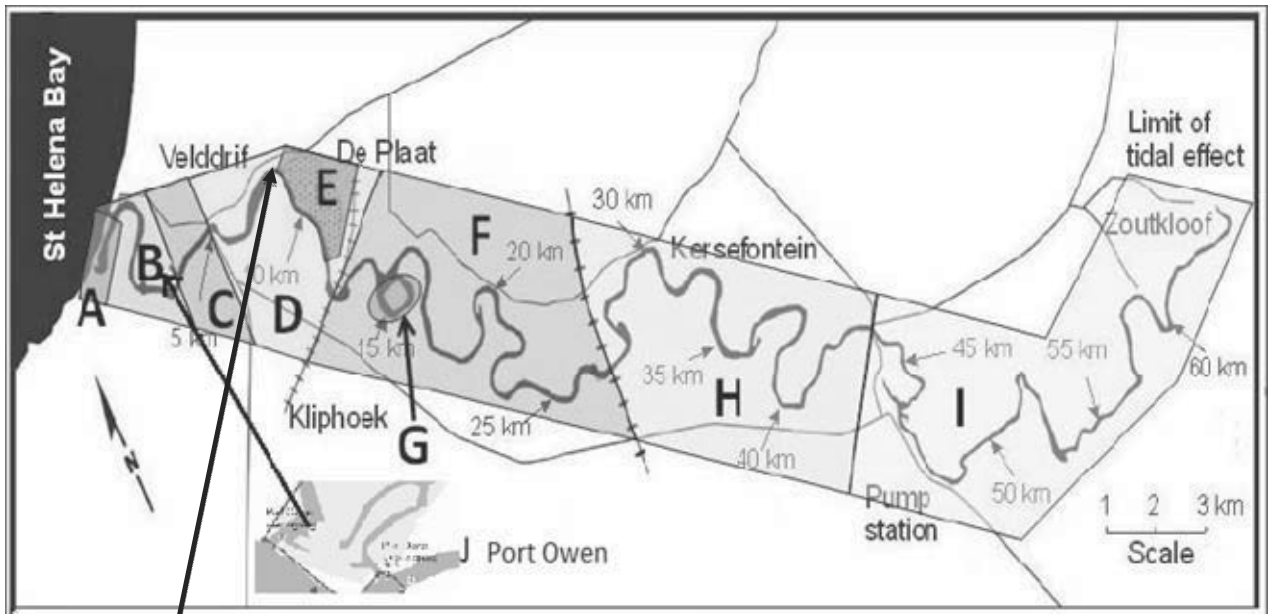 St Helena Bay
Velddrif
De Plaat
Limit of
tidal effect
Zoutkloof
30 km
Kersefontein
20 km
E
F
B
A
C
D
10 km
5 km
15 km
G
Kliphoek
25 km
35 km
H
40 km
45 km
55 km
60 km
I
50 km
Pump
station
1 2 3 km
Scale
N
J Port Owen